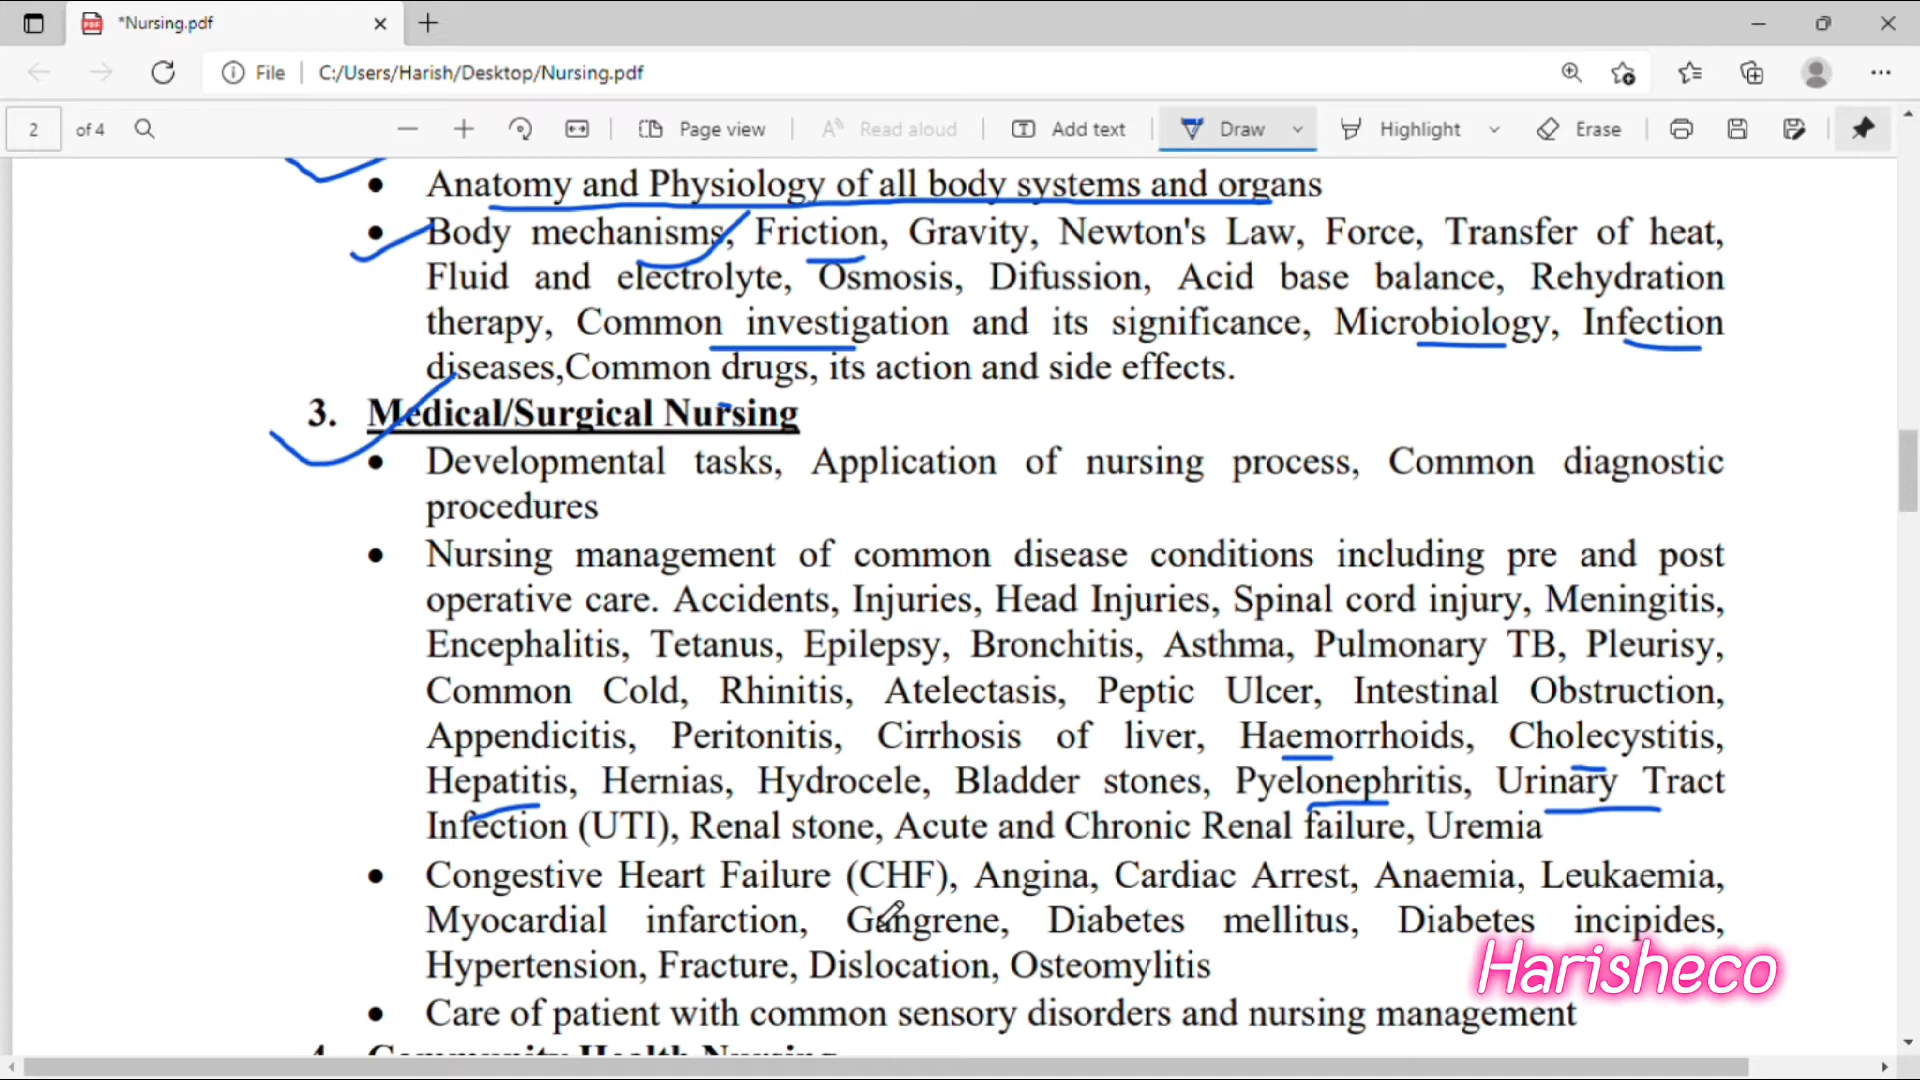 *Nursing.pdf
File
C:/Users/Harish/Desktop/Nursing.pdf
2 of 4
Page view
Read aloud
Add text
Draw
Highlight
Erase
• Anatomy and Physiology of all body systems and organs
• Body mechanisms, Friction, Gravity, Newton's Law, Force, Transfer of heat,
Fluid and electrolyte, Osmosis, Difussion, Acid base balance, Rehydration
therapy, Common investigation and its significance, Microbiology, Infection
diseases,Common drugs, its action and side effects.
3. Medical/Surgical Nursing
• Developmental tasks, Application of nursing process, Common diagnostic
procedures
• Nursing management of common disease conditions including pre and post
operative care. Accidents, Injuries, Head Injuries, Spinal cord injury, Meningitis,
Encephalitis, Tetanus, Epilepsy, Bronchitis, Asthma, Pulmonary TB, Pleurisy,
Common Cold, Rhinitis, Atelectasis, Peptic Ulcer, Intestinal Obstruction,
Appendicitis, Peritonitis, Cirrhosis of liver, Haemorrhoids, Cholecystitis,
Hepatitis, Hernias, Hydrocele, Bladder stones, Pyelonephritis, Urinary Tract
Infection (UTI), Renal stone, Acute and Chronic Renal failure, Uremia
• Congestive Heart Failure (CHF), Angina, Cardiac Arrest, Anaemia, Leukaemia,
Myocardial infarction, Gangrene, Diabetes mellitus, Diabetes incipides,
Hypertension, Fracture, Dislocation, Osteomylitis
Harisheco
• Care of patient with common sensory disorders and nursing management
4. Community Health Nursing